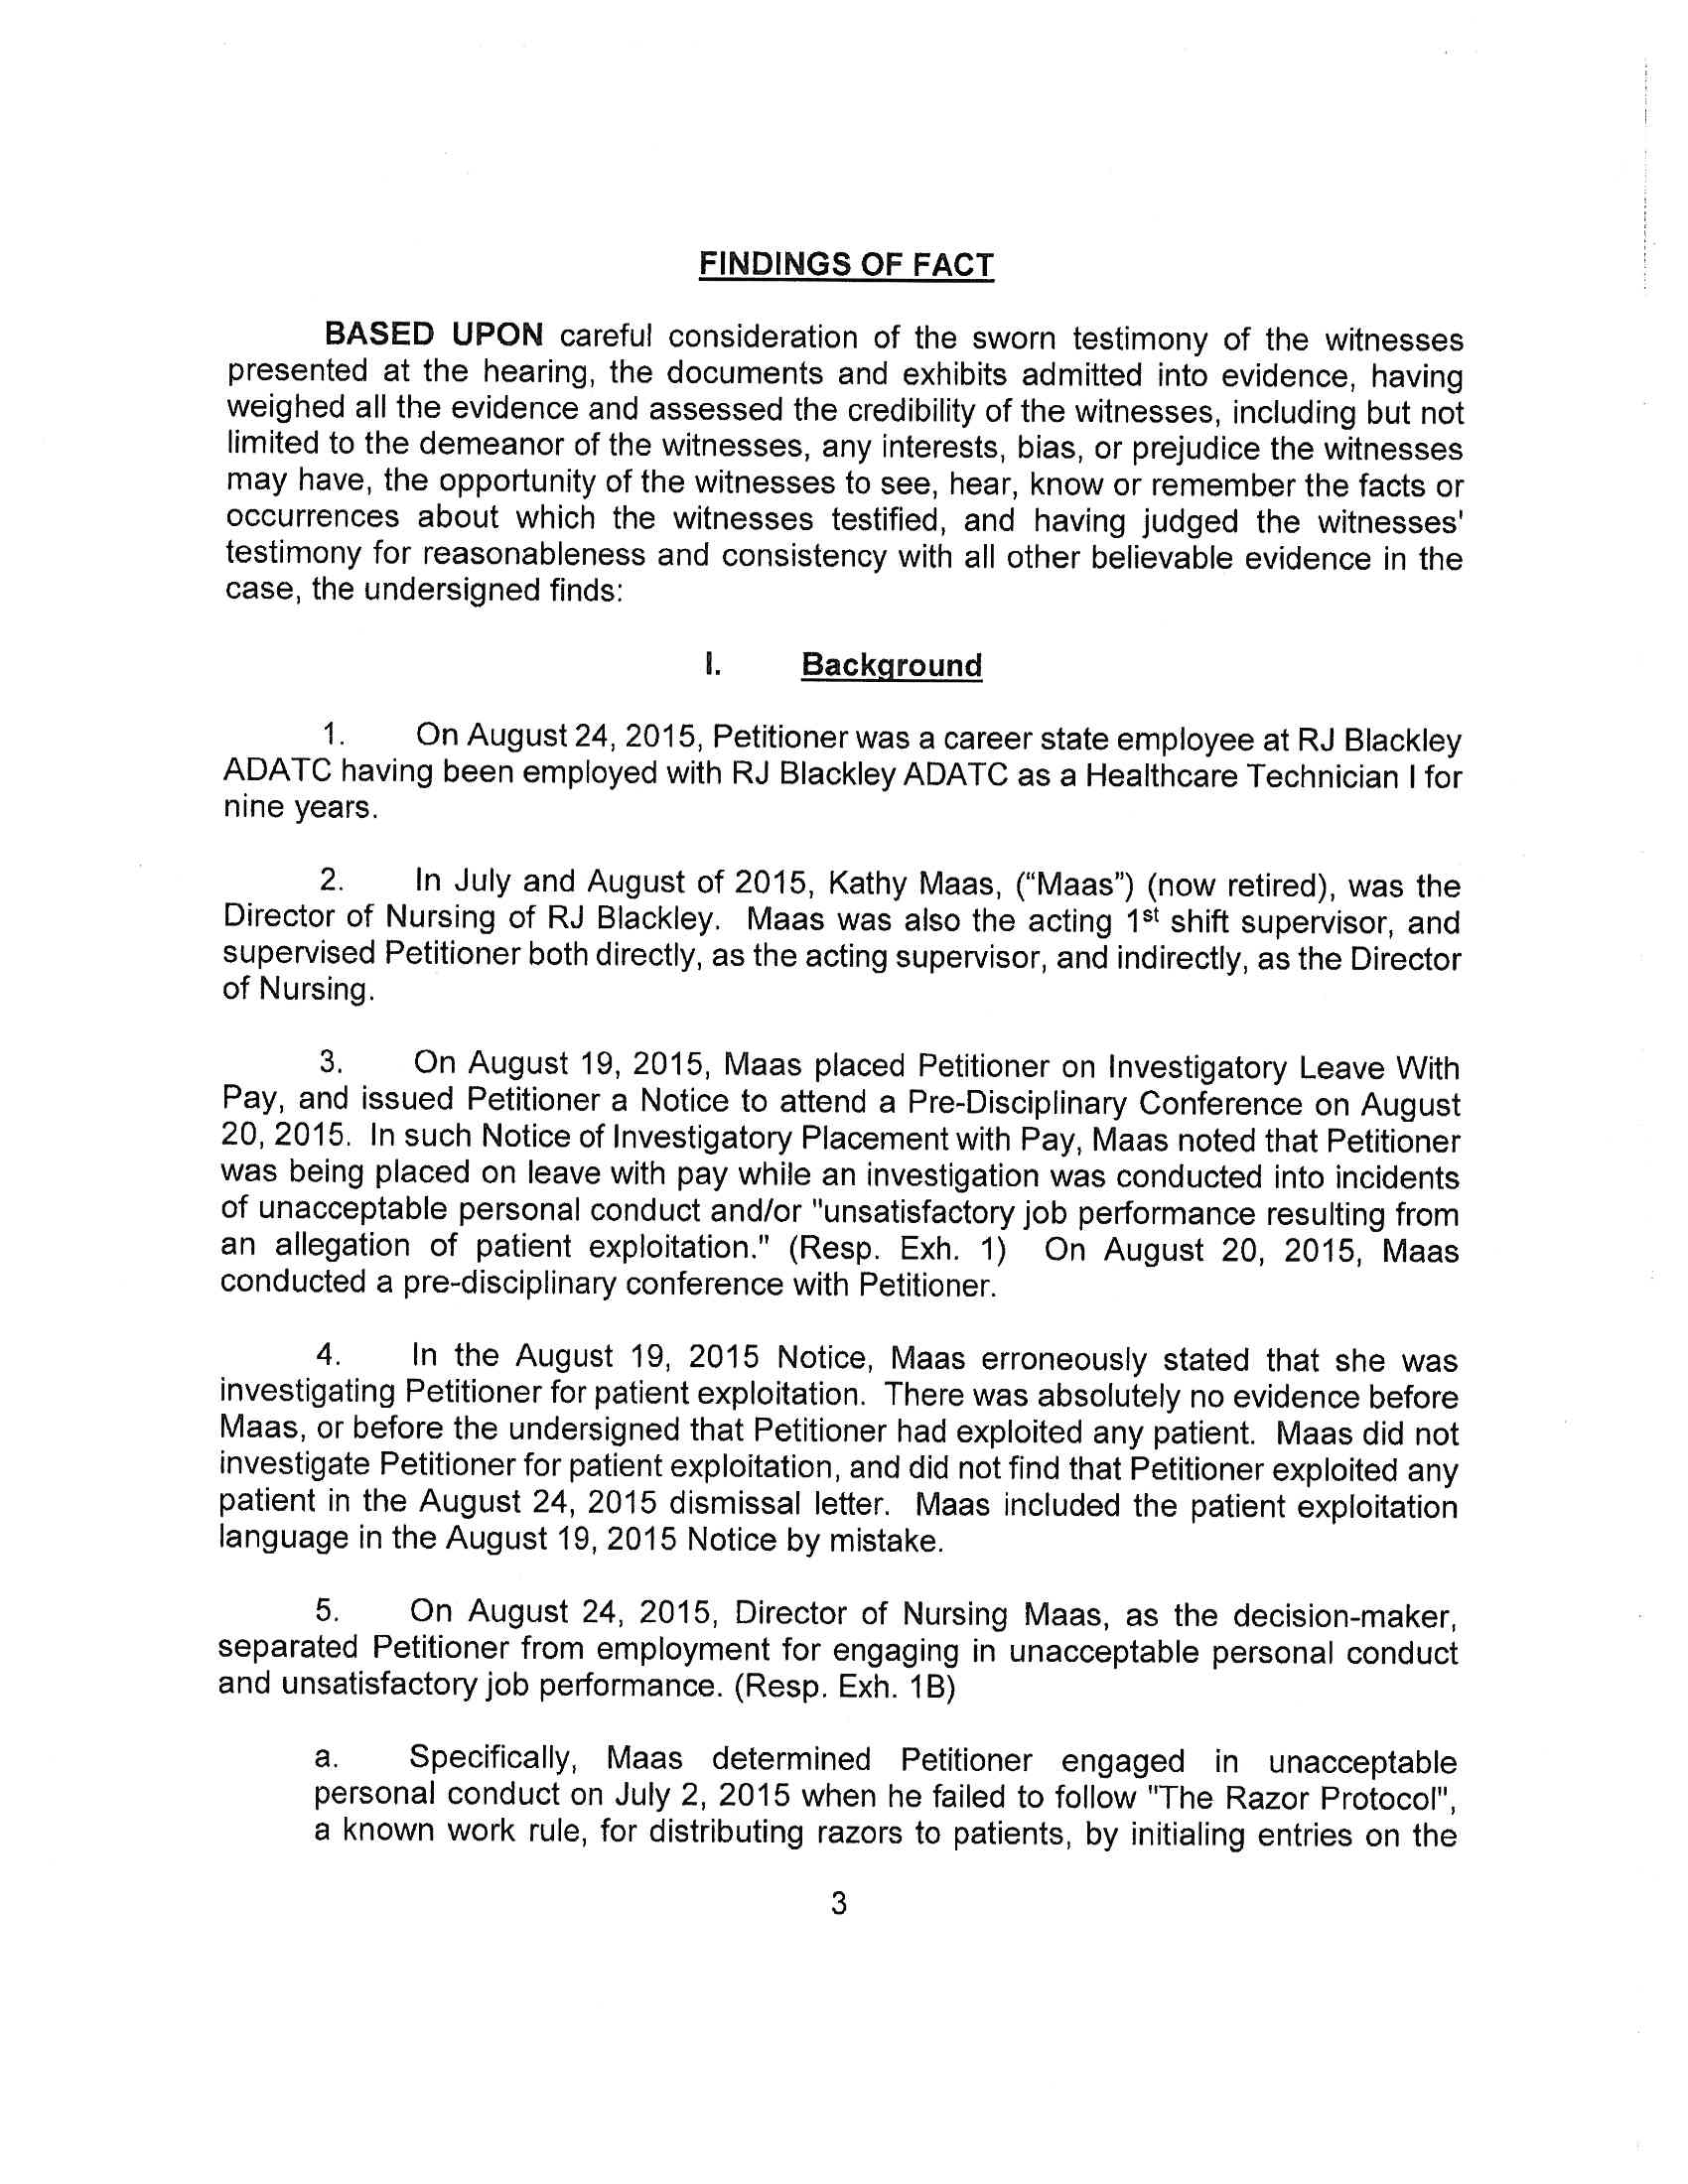 FINDINGS OF FACT
BASED UPON careful consideration of the sworn testimony of the witnesses
presented at the hearing, the documents and exhibits admitted into evidence, having
weighed all the evidence and assessed the credibility of the witnesses, including but not
limited to the demeanor of the witnesses, any interests, bias, or prejudice the witnesses
may have, the opportunity of the witnesses to see, hear, know or remember the facts or
occurrences about which the witnesses testified, and having judged the witnesses'
testimony for reasonableness and consistency with all other believable evidence in the
case, the undersigned finds:
I. Background
1. On August 24, 2015, Petitioner was a career state employee at RJ Blackley
ADATC having been employed with RJ Blackley ADATC as a Healthcare Technician I for
nine years.
2. In July and August of 2015, Kathy Maas, (“Maas”) (now retired), was the
Director of Nursing of RJ Blackley. Maas was also the acting 1st shift supervisor, and
supervised Petitioner both directly, as the acting supervisor, and indirectly, as the Director
of Nursing.
3. On August 19, 2015, Maas placed Petitioner on Investigatory Leave With
Pay, and issued Petitioner a Notice to attend a Pre-Disciplinary Conference on August
20, 2015. In such Notice of Investigatory Placement with Pay, Maas noted that Petitioner
was being placed on leave with pay while an investigation was conducted into incidents
of unacceptable personal conduct and/or "unsatisfactory job performance resulting from
an allegation of patient exploitation." (Resp. Exh. 1) On August 20, 2015, Maas
conducted a pre-disciplinary conference with Petitioner.
4. In the August 19, 2015 Notice, Maas erroneously stated that she was
investigating Petitioner for patient exploitation. There was absolutely no evidence before
Maas, or before the undersigned that Petitioner had exploited any patient. Maas did not
investigate Petitioner for patient exploitation, and did not find that Petitioner exploited any
patient in the August 24, 2015 dismissal letter. Maas included the patient exploitation
language in the August 19, 2015 Notice by mistake.
5. On August 24, 2015, Director of Nursing Maas, as the decision-maker,
separated Petitioner from employment for engaging in unacceptable personal conduct
and unsatisfactory job performance. (Resp. Exh. 1B)
a. Specifically, Maas determined Petitioner engaged in unacceptable
personal conduct on July 2, 2015 when he failed to follow "The Razor Protocol",
a known work rule, for distributing razors to patients, by initialing entries on the
3